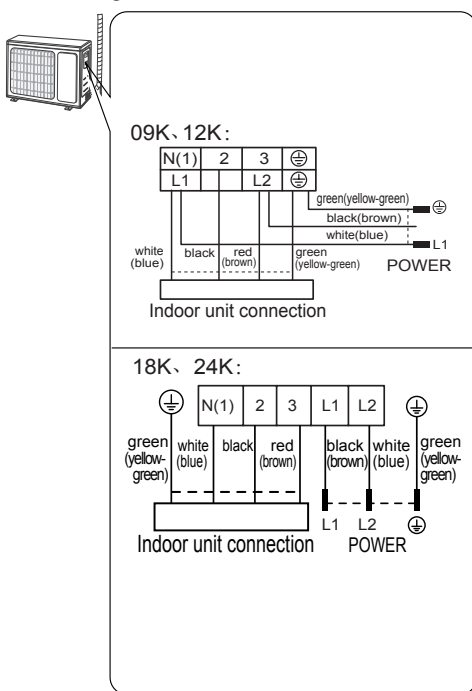 09K、12K:
N(1) 2 3
L1 L2
green(yellow-green)
black(brown)
white(blue)
L1
white
(blue)
black
red
(brown)
green
(yellow-green)
POWER
Indoor unit connection
18K、24K:
N(1) 2 3 L1 L2
green
(yellow-
green)
white
(blue)
black
red
(brown)
black
(brown)
white
(blue)
green
(yellow-
green)
L1 L2
Indoor unit connection
POWER